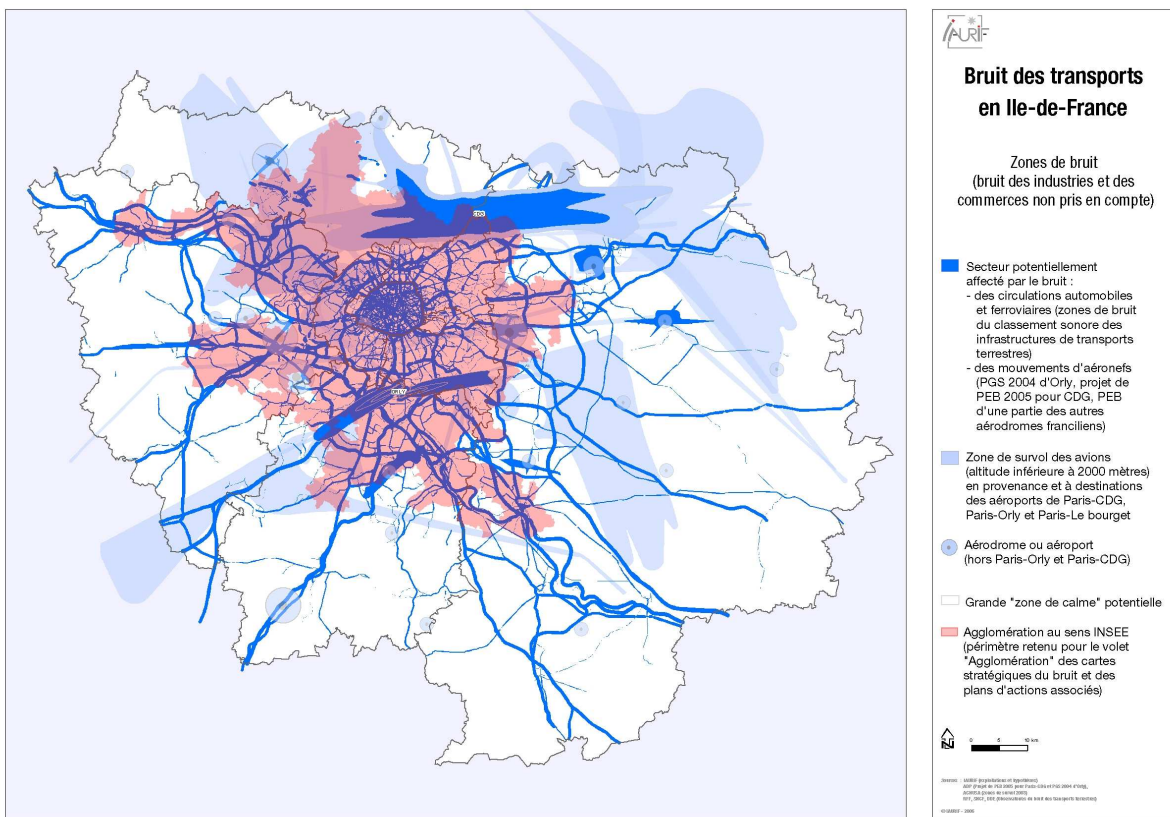 IAURIF
Bruit des transports
en Ile-de-France
Zones de bruit
(bruit des industries et des
commerces non pris en compte)
Secteur potentiellement
affecté par le bruit :
- des circulations automobiles
et ferroviaires (zones de bruit
du classement sonore des
infrastructures de transports
terrestres)
- des mouvements d'aéronefs
(PGS 2004 d'Orly, projet de
PEB 2005 pour CDG, PEB
d'une partie des autres
aérodromes franciliens)
Zone de survol des avions
(altitude inférieure à 2000 mètres)
en provenance et à destinations
des aéroports de Paris-CDG,
Paris-Orly et Paris-Le bourget
Aérodrome ou aéroport
(hors Paris-Orly et Paris-CDG)
Grande "zone de calme" potentielle
Agglomération au sens INSEE
(périmètre retenu pour le volet
"Agglomération" des cartes
stratégiques du bruit et des
plans d'actions associés)
N
0 5 10 km
CDG
ORLY
© IAURIF - 2006